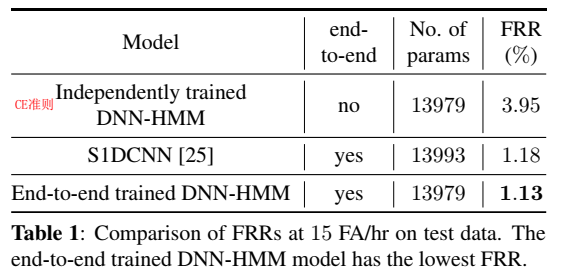 Model end-to-end No. of params FRR (%)
CE准则 Independently trained DNN-HMM no 13979 3.95
S1DCNN [25] yes 13993 1.18
End-to-end trained DNN-HMM yes 13979 1.13
Table 1: Comparison of FRRs at 15 FA/hr on test data. The
end-to-end trained DNN-HMM model has the lowest FRR.